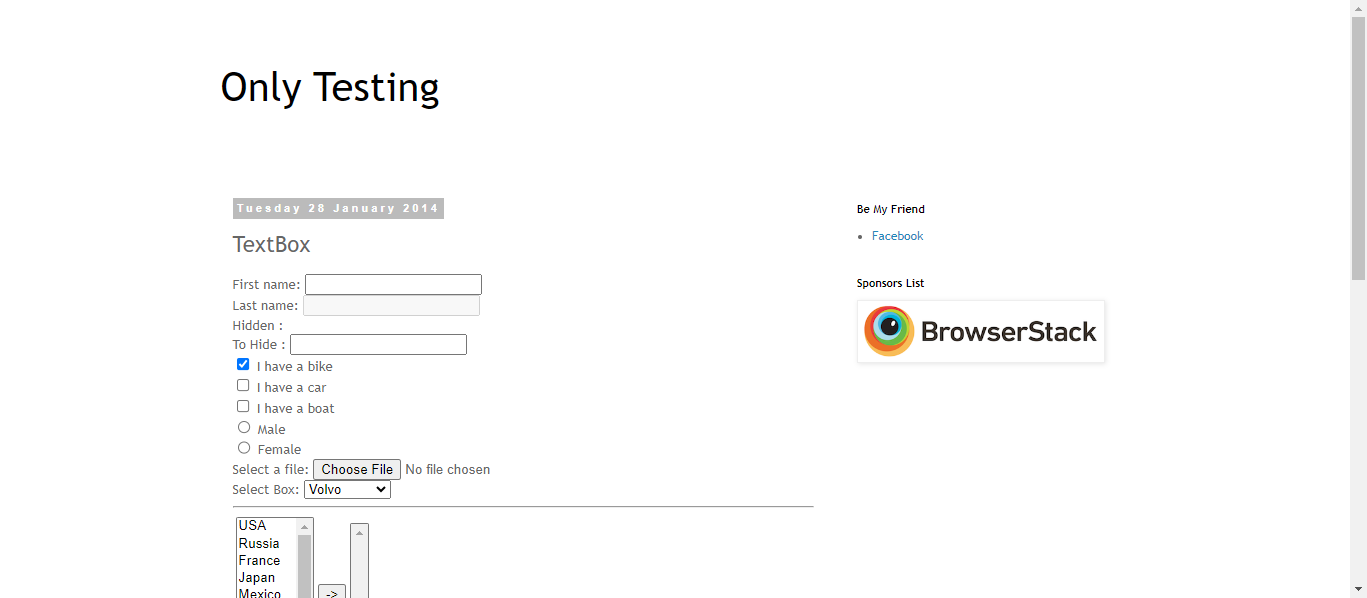 Only Testing
Tuesday 28 January 2014
TextBox
First name:
Last name:
Hidden :
To Hide :
I have a bike
I have a car
I have a boat
Male
Female
Select a file: Choose File No file chosen
Select Box: Volvo
USA
Russia
France
Japan
Mexico
->
Be My Friend
Facebook
Sponsors List
BrowserStack